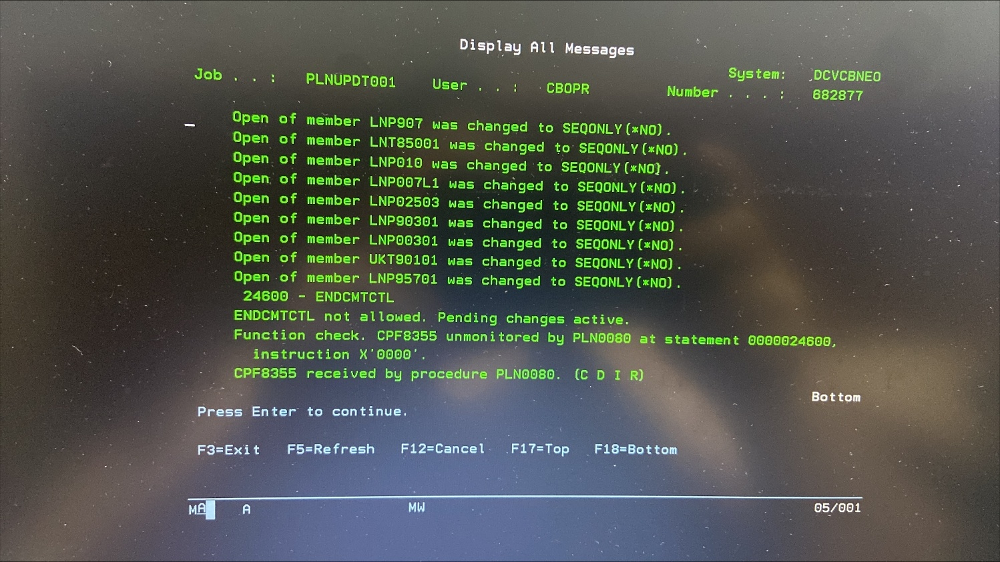 Display All Messages
System: DCVCBNEO
Job . . : PLNUPDT001 User . . : CBOPR Number . . . : 682877
Open of member LNP907 was changed to SEQONLY(*NO).
Open of member LNT85001 was changed to SEQONLY(*NO).
Open of member LNP010 was changed to SEQONLY(*NO).
Open of member LNP007L1 was changed to SEQONLY(*NO).
Open of member LNP02503 was changed to SEQONLY(*NO).
Open of member LNP90301 was changed to SEQONLY(*NO).
Open of member LNP00301 was changed to SEQONLY(*NO).
Open of member UKT90101 was changed to SEQONLY(*NO).
Open of member LNP95701 was changed to SEQONLY(*NO).
24600 - ENDCMTCTL
ENDCMTCTL not allowed. Pending changes active.
Function check. CPF8355 unmonitored by PLN0080 at statement 0000024600,
instruction X'0000'.
CPF8355 received by procedure PLN0080. (C D I R)
Bottom
Press Enter to continue.
F3=Exit F5=Refresh F12=Cancel F17=Top F18=Bottom
MA A MW 05/001